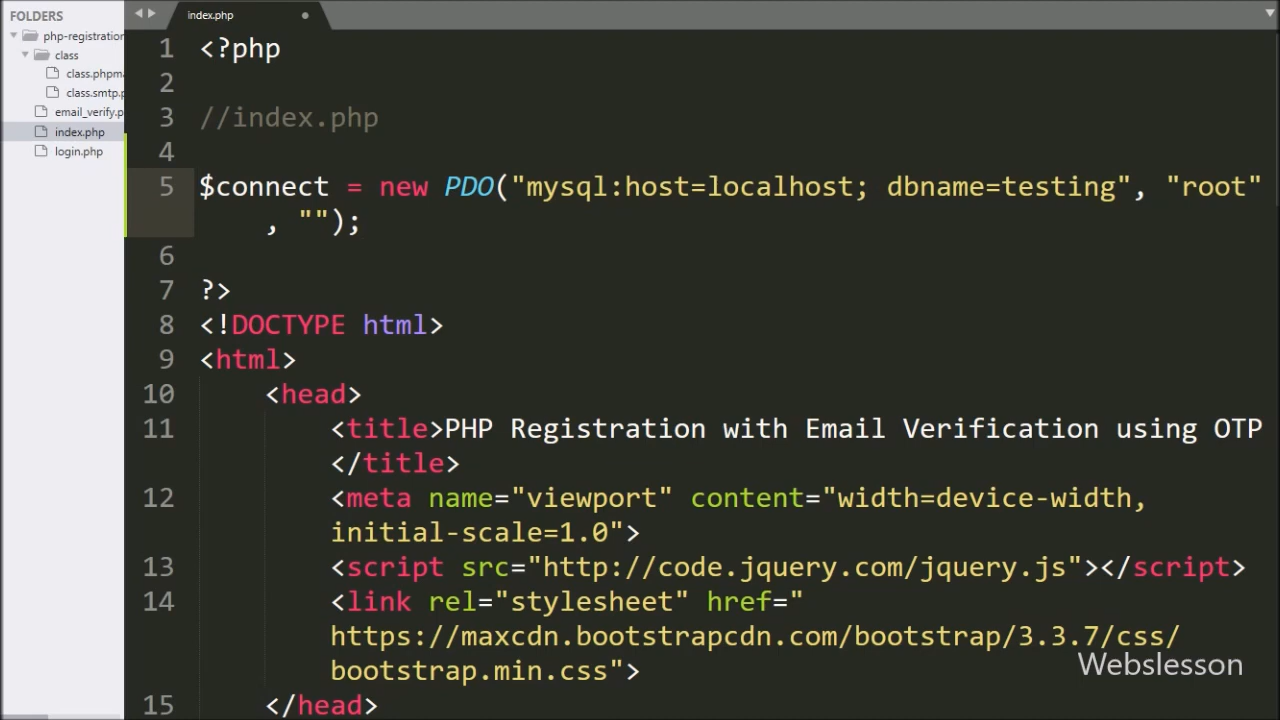 FOLDERS
php-registration
class
class.phpm
class.smtp.p
email_verify.p
index.php
login.php
index.php
1 <?php
2
3 //index.php
4
5 $connect = new PDO("mysql:host=localhost; dbname=testing", "root"
, "");
6
7 ?>
8 <!DOCTYPE html>
9 <html>
10 <head>
11 <title>PHP Registration with Email Verification using OTP
</title>
12 <meta name="viewport" content="width=device-width,
initial-scale=1.0">
13 <script src="http://code.jquery.com/jquery.js"></script>
14 <link rel="stylesheet" href="
https://maxcdn.bootstrapcdn.com/bootstrap/3.3.7/css/
bootstrap.min.css">
Webslesson
15 </head>